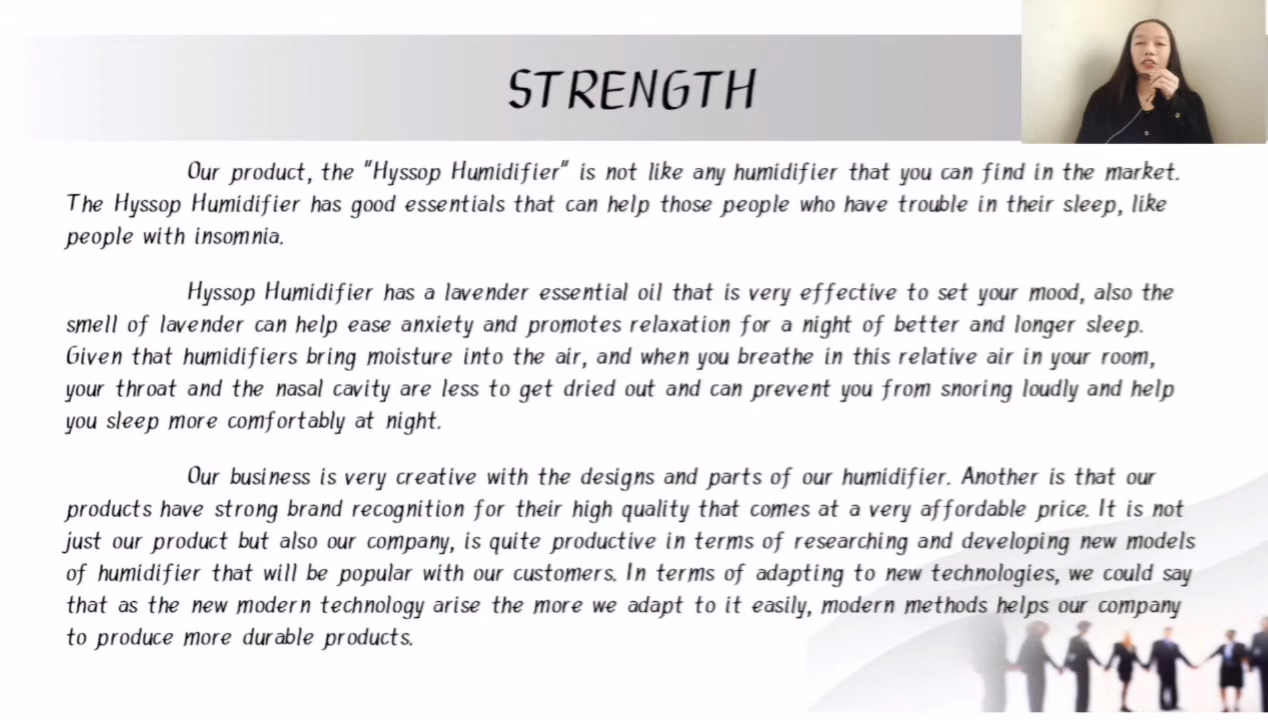 STRENGTH
Our product, the "Hyssop Humidifier" is not like any humidifier that you can find in the market.
The Hyssop Humidifier has good essentials that can help those people who have trouble in their sleep, like
people with insomnia.
Hyssop Humidifier has a lavender essential oil that is very effective to set your mood, also the
smell of lavender can help ease anxiety and promotes relaxation for a night of better and longer sleep.
Given that humidifiers bring moisture into the air, and when you breathe in this relative air in your room,
your throat and the nasal cavity are less to get dried out and can prevent you from snoring loudly and help
you sleep more comfortably at night.
Our business is very creative with the designs and parts of our humidifier. Another is that our
products have strong brand recognition for their high quality that comes at a very affordable price. It is not
just our product but also our company, is quite productive in terms of researching and developing new models
of humidifier that will be popular with our customers. In terms of adapting to new technologies, we could say
that as the new modern technology arise the more we adapt to it easily, modern methods helps our company
to produce more durable products.